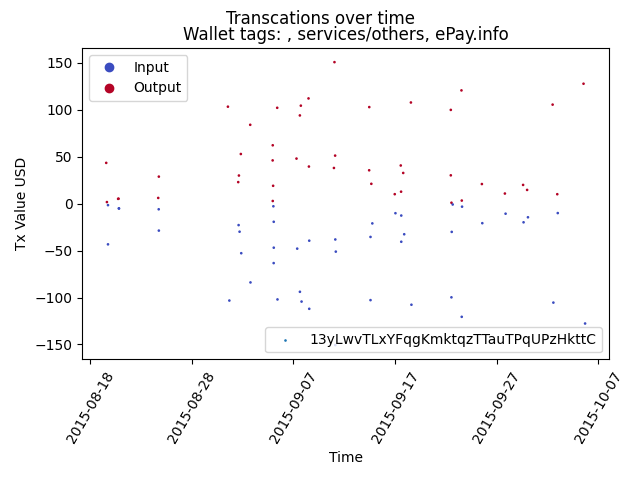 Transcations over time
Wallet tags: , services/others, ePay.info
Input
Output
150
100
50
0
−50
−100
−150
Tx Value USD
13yLwvTLxYFqgKmktqzTTauTPqUPzHkttC
2015-08-18
2015-08-28
2015-09-07
2015-09-17
2015-09-27
2015-10-07
Time